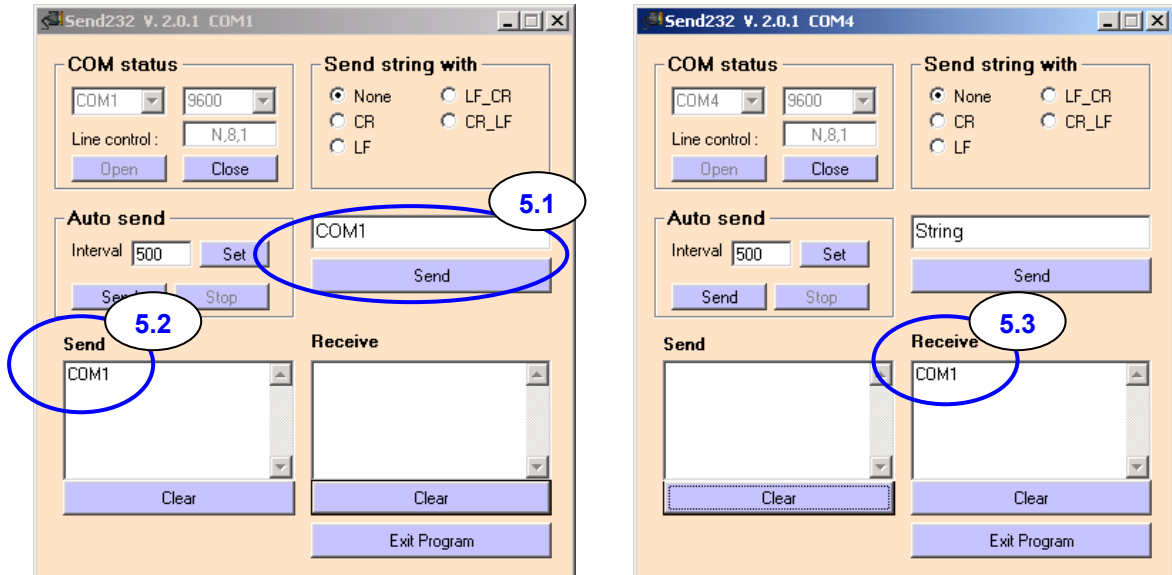 Send232 V. 2.0.1 COM1
COM status
Send string with
COM1
9600
None
LF_CR
CR
CR_LF
Line control :
N,8,1
LF
Open
Close
5.1
Auto send
COM1
Interval
500
Set
Send
Send
Stop
5.2
Send
Receive
COM1
Clear
Clear
Exit Program
Send232 V. 2.0.1 COM4
COM status
Send string with
COM4
9600
None
LF_CR
CR
CR_LF
Line control :
N,8,1
LF
Open
Close
Auto send
String
Interval
500
Set
Send
Send
Stop
5.3
Send
Receive
COM1
Clear
Clear
Exit Program